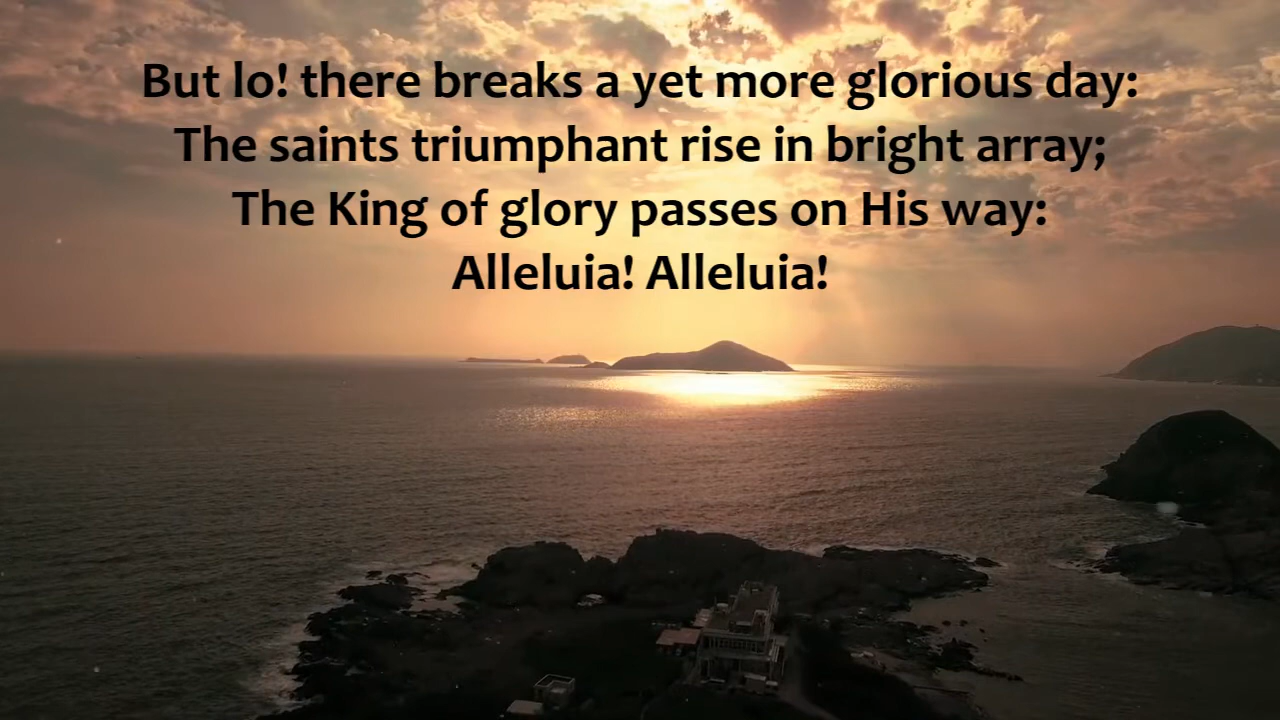 But lo! there breaks a yet more glorious day:
The saints triumphant rise in bright array;
The King of glory passes on His way:
Alleluia! Alleluia!